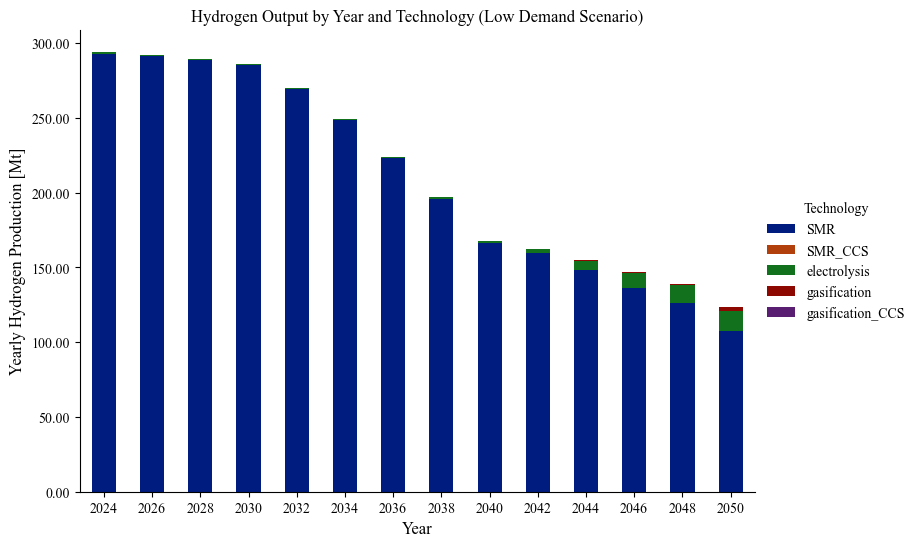 Hydrogen Output by Year and Technology (Low Demand Scenario)
Yearly Hydrogen Production [Mt]
300.00
250.00
200.00
150.00
100.00
50.00
0.00
2024 2026 2028 2030 2032 2034 2036 2038 2040 2042 2044 2046 2048 2050
Year
Technology
SMR
SMR_CCS
electrolysis
gasification
gasification_CCS